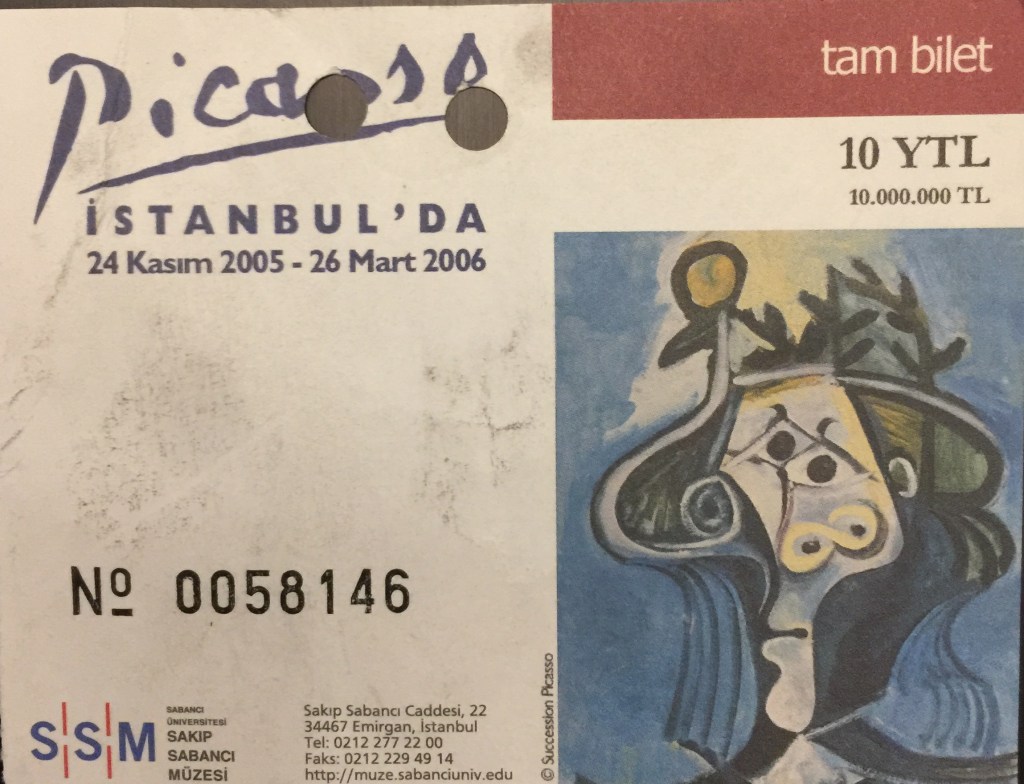 Picasso
İSTANBUL'DA
24 Kasım 2005 - 26 Mart 2006
Nº 0058146
SSM
SABANCI
ÜNİVERSİTESİ
SAKIP
SABANCI
MÜZESİ
Sakıp Sabancı Caddesi, 22
34467 Emirgan, İstanbul
Tel: 0212 277 22 00
Faks: 0212 229 49 14
http://muze.sabanciuniv.edu
tam bilet
10 YTL
10.000.000 TL
© Succession Picasso